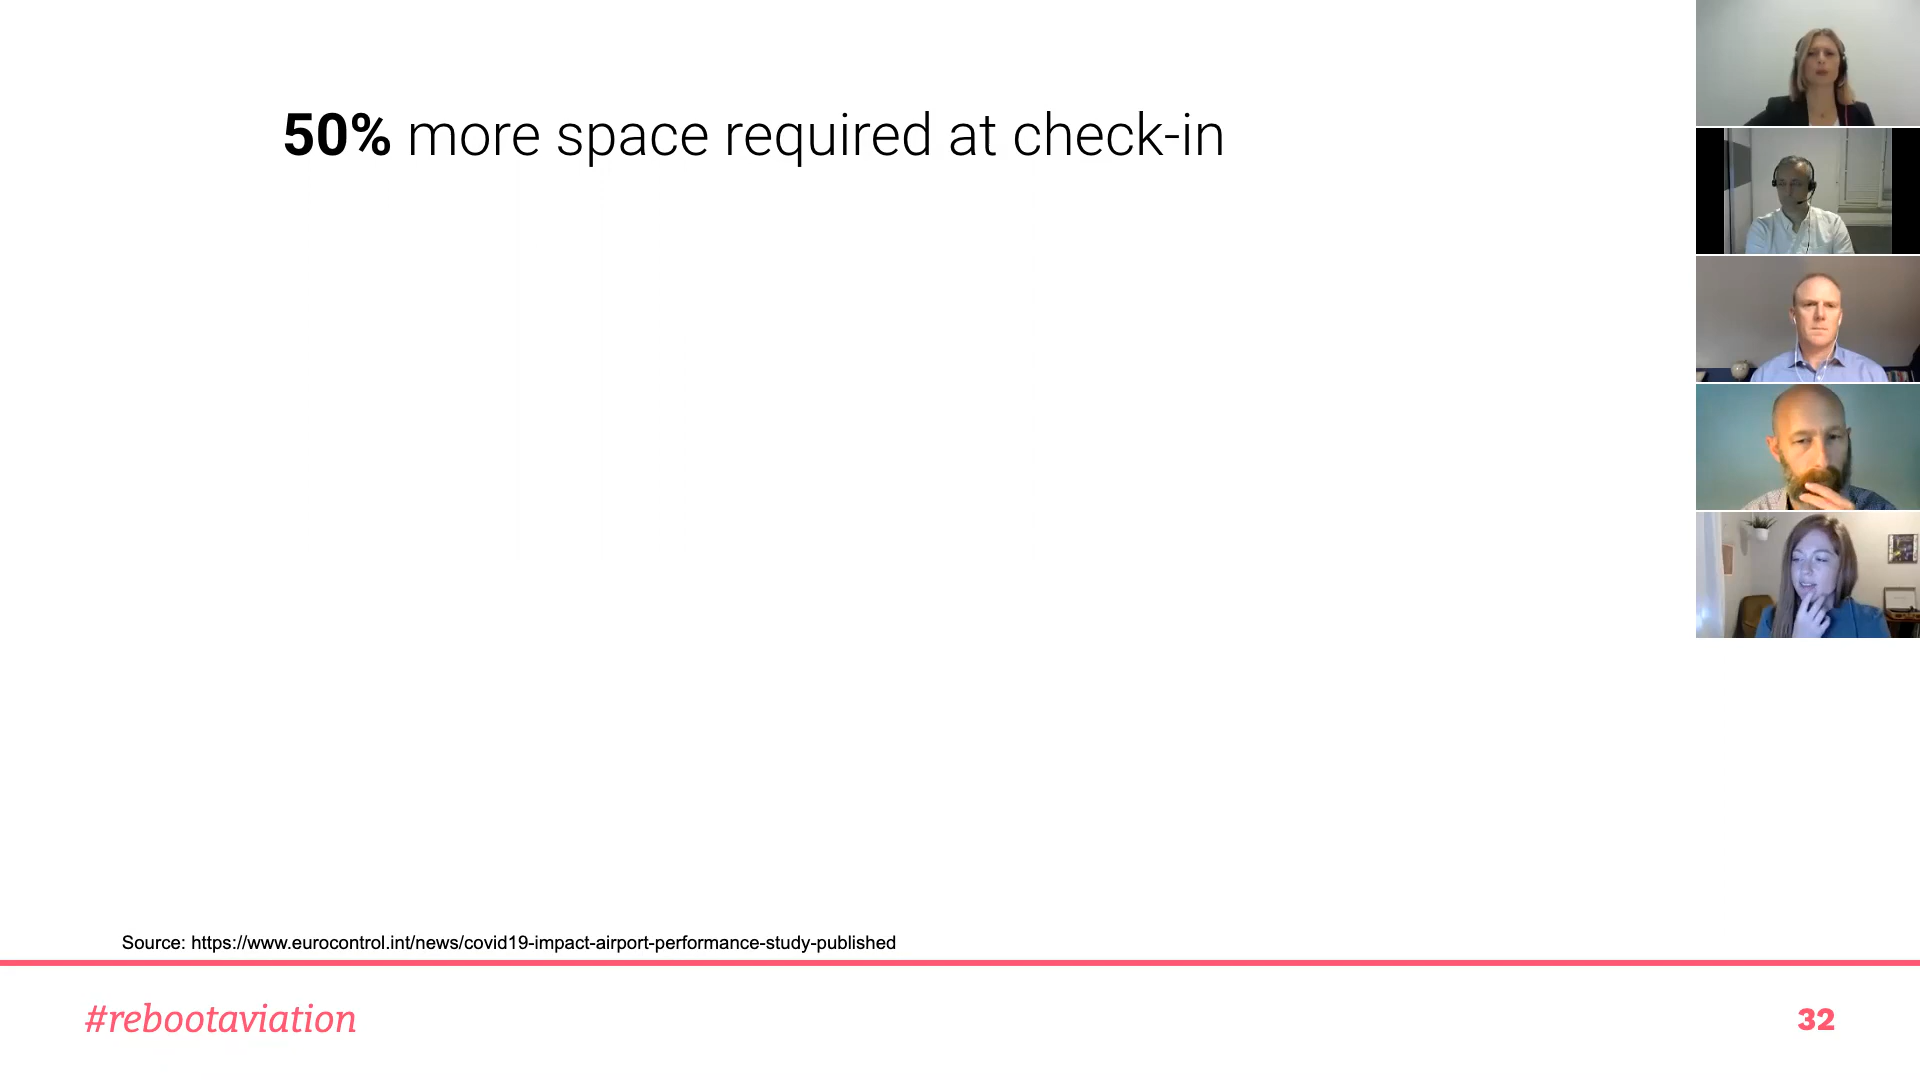 50% more space required at check-in
Source: https://www.eurocontrol.int/news/covid19-impact-airport-performance-study-published
#rebootaviation
32